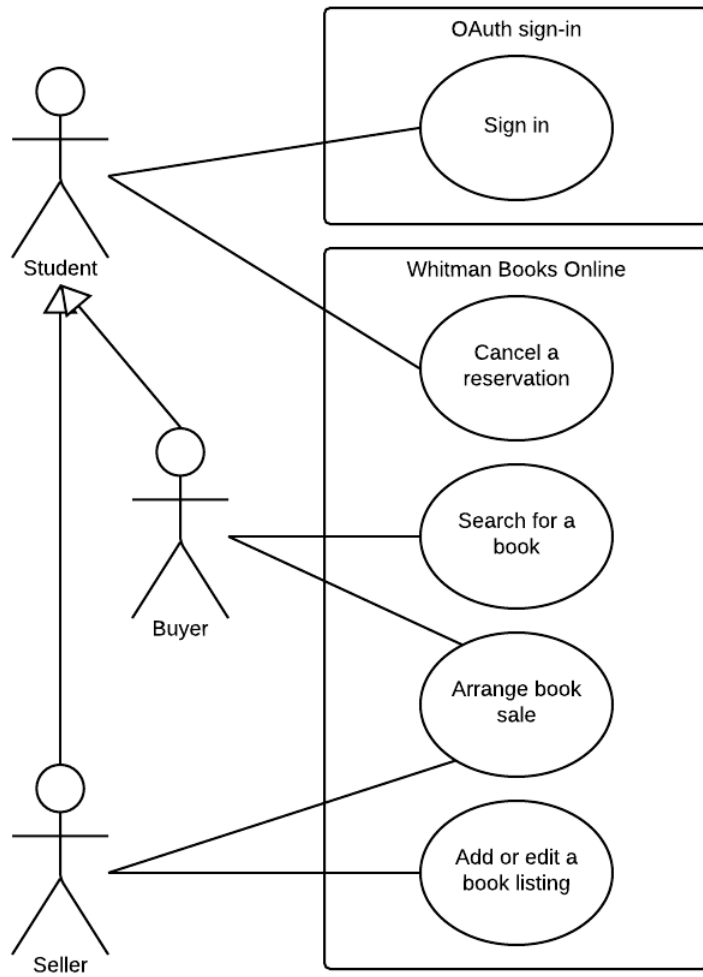 OAuth sign-in
Sign in
Student
Whitman Books Online
Cancel a
reservation
Search for a
book
Buyer
Arrange book
sale
Add or edit a
book listing
Seller